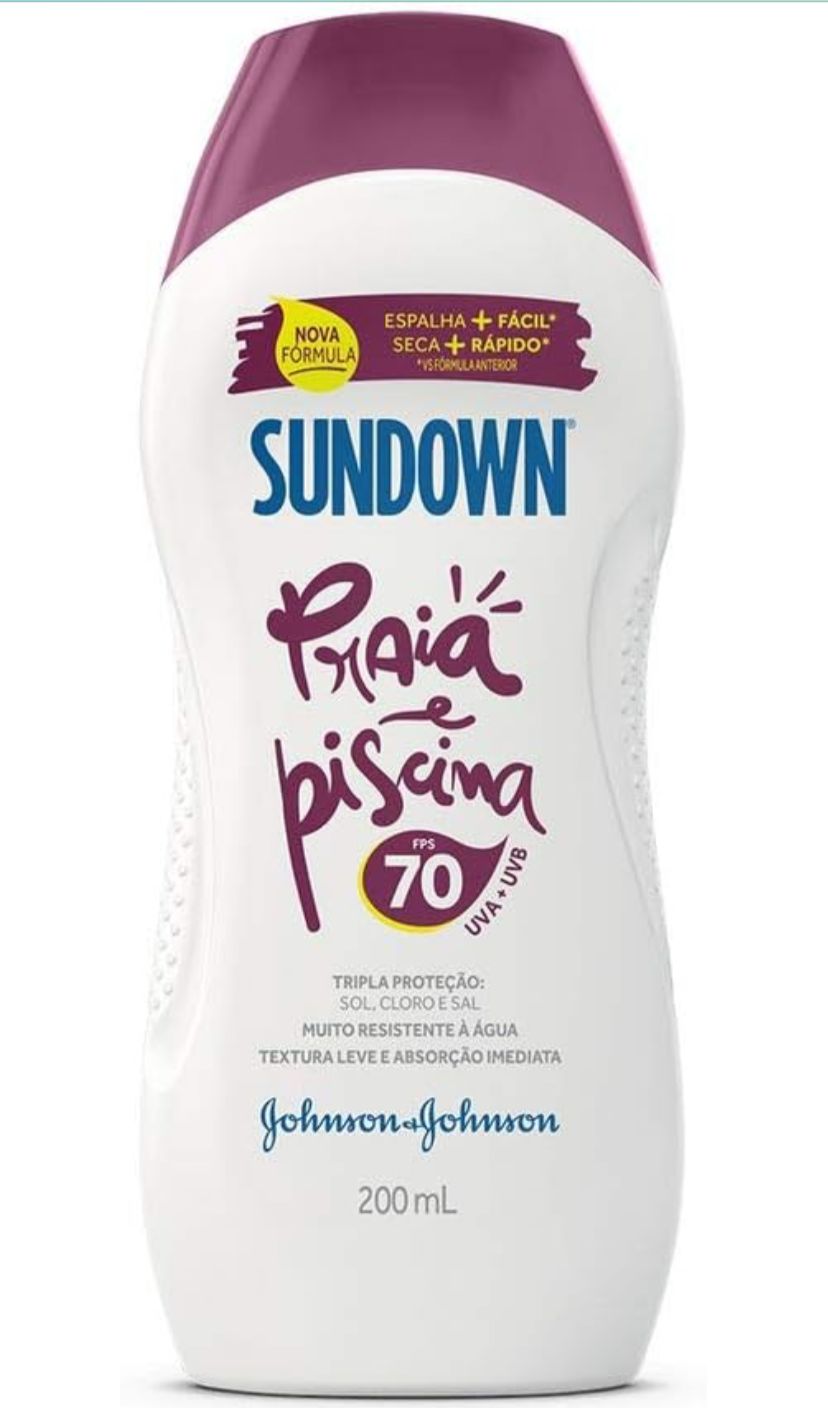 NOVA
FÓRMULA
ESPALHA + FÁCIL*
SECA + RÁPIDO*
*VS FÓRMULA ANTERIOR
SUNDOWN®
Praia
e
piscina
FPS
70
UVA + UVB
TRIPLA PROTEÇÃO:
SOL, CLORO E SAL
MUITO RESISTENTE À ÁGUA
TEXTURA LEVE E ABSORÇÃO IMEDIATA
Johnson & Johnson
200 mL